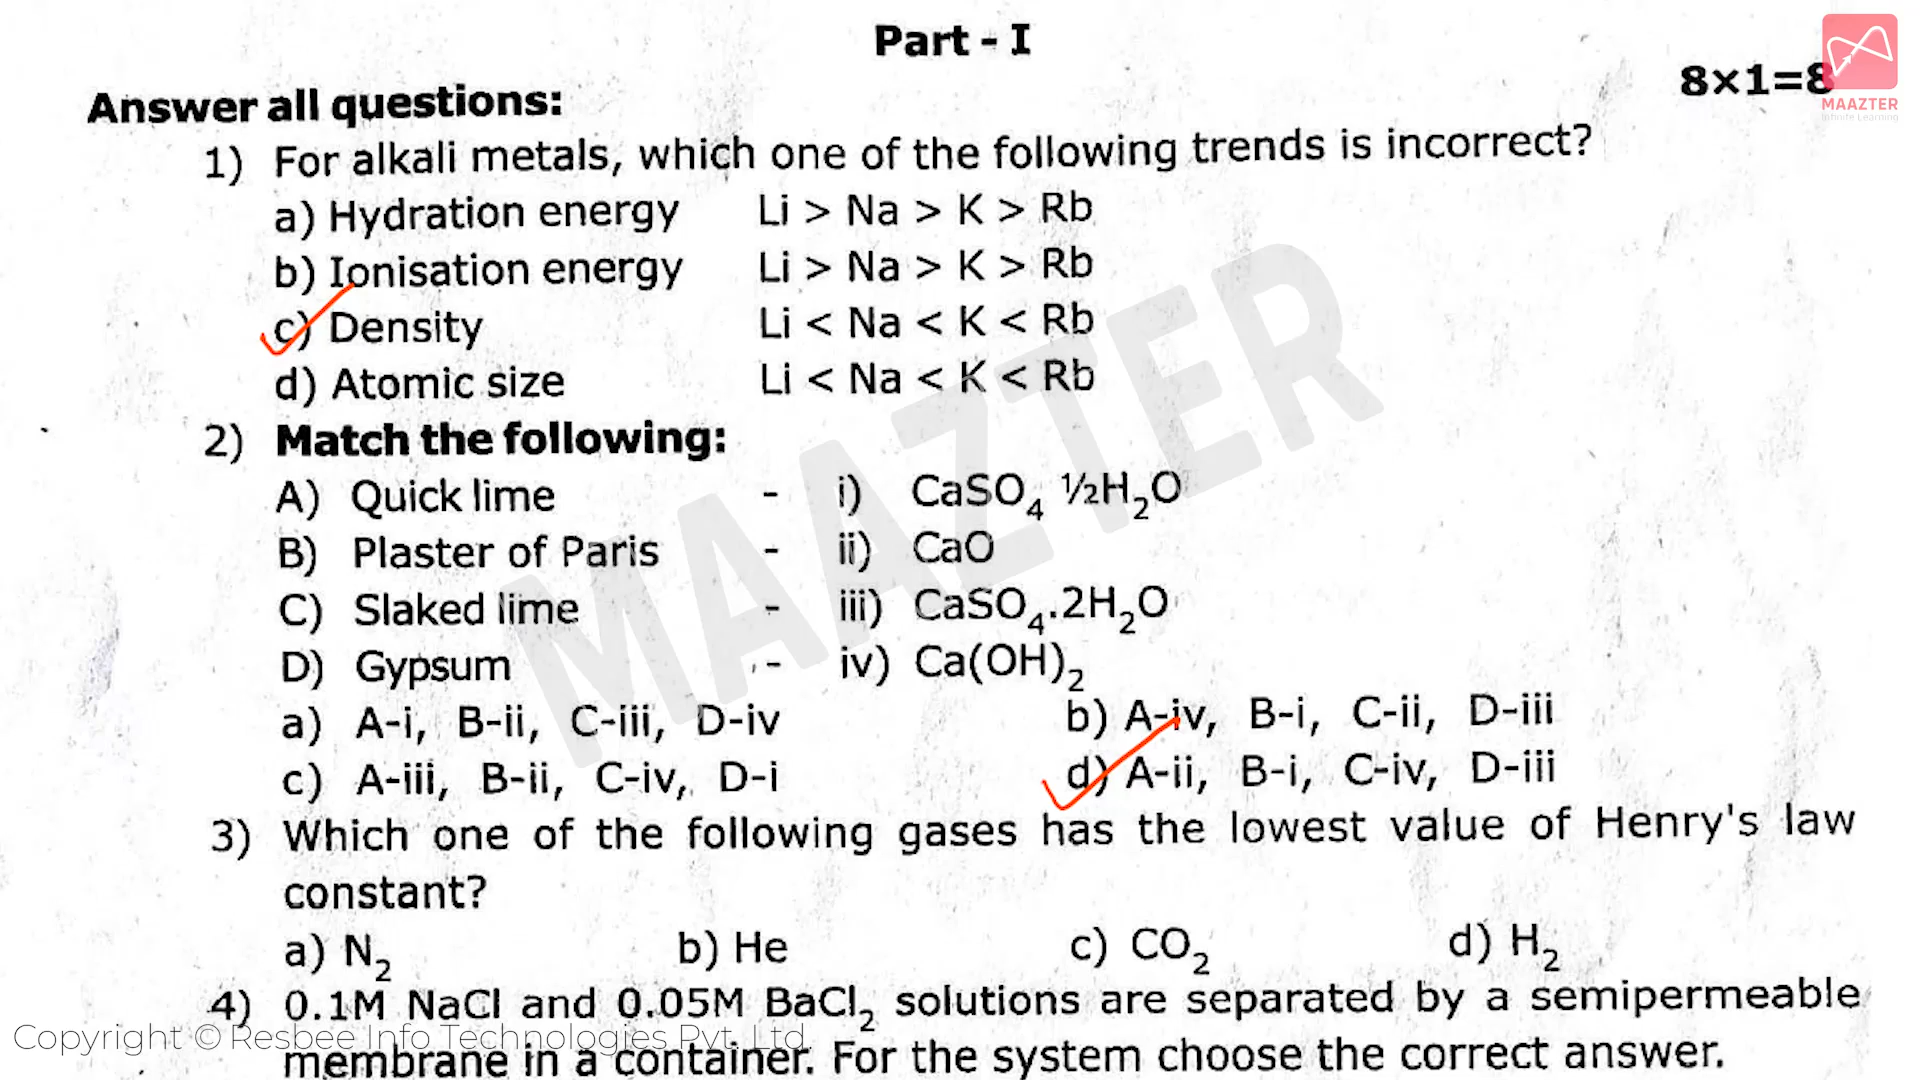 Part - I
8×1=8
MAAZTER
Infinite Learning
Answer all questions:
1) For alkali metals, which one of the following trends is incorrect?
a) Hydration energy Li > Na > K > Rb
b) Ionisation energy Li > Na > K > Rb
c) Density Li < Na < K < Rb
d) Atomic size Li < Na < K < Rb
2) Match the following:
A) Quick lime - i) CaSO₄ ½H₂O
B) Plaster of Paris - ii) CaO
C) Slaked lime - iii) CaSO₄.2H₂O
D) Gypsum - iv) Ca(OH)₂
a) A-i, B-ii, C-iii, D-iv b) A-iv, B-i, C-ii, D-iii
c) A-iii, B-ii, C-iv, D-i d) A-ii, B-i, C-iv, D-iii
3) Which one of the following gases has the lowest value of Henry's law
constant?
a) N₂ b) He c) CO₂ d) H₂
4) 0.1M NaCl and 0.05M BaCl₂ solutions are separated by a semipermeable
membrane in a container. For the system choose the correct answer.
MAAZTER
Copyright © Resbee Info Technologies Pvt. Ltd.